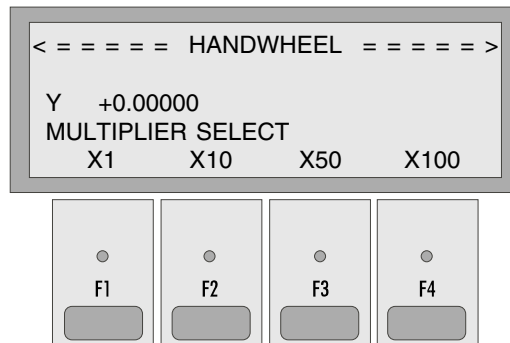 < = = = = = HANDWHEEL = = = = = >
Y +0.00000
MULTIPLIER SELECT
X1 X10 X50 X100
F1 F2 F3 F4